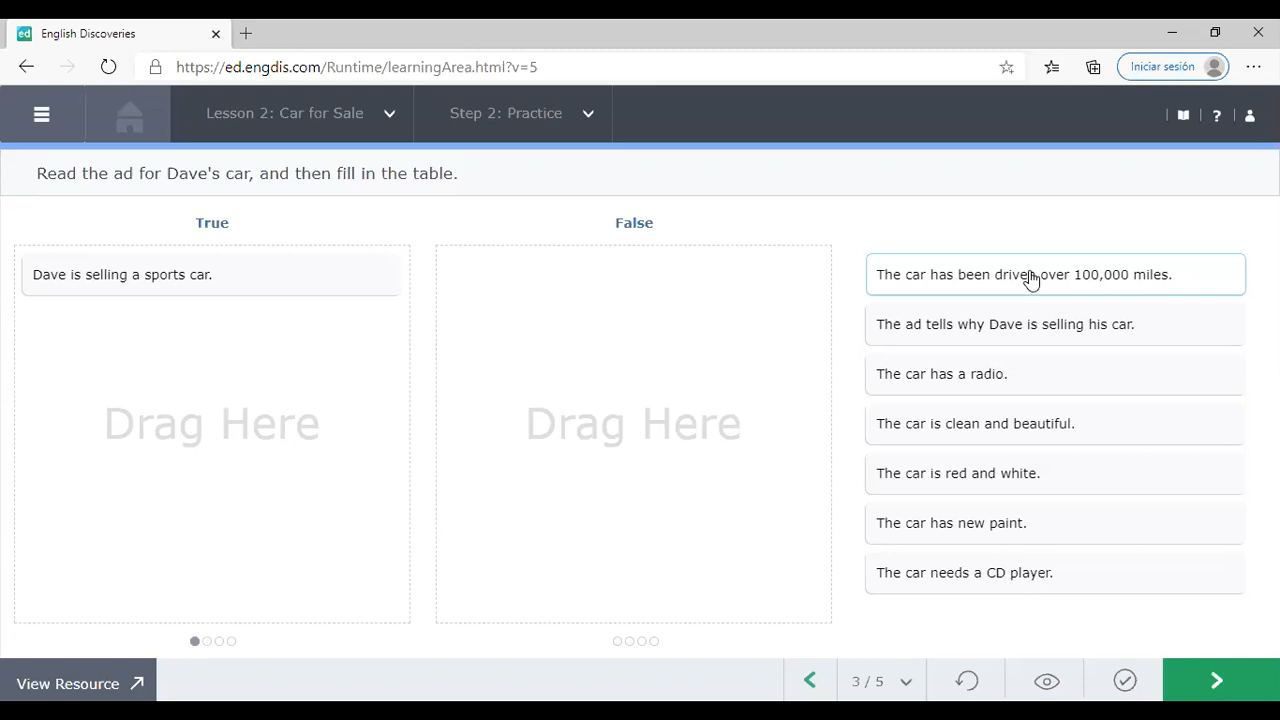 English Discoveries
https://ed.engdis.com/Runtime/learningArea.html?v=5
Iniciar sesión
Lesson 2: Car for Sale
Step 2: Practice
Read the ad for Dave's car, and then fill in the table.
True
False
Dave is selling a sports car.
Drag Here
Drag Here
The car has been driven over 100,000 miles.
The ad tells why Dave is selling his car.
The car has a radio.
The car is clean and beautiful.
The car is red and white.
The car has new paint.
The car needs a CD player.
View Resource
3 / 5